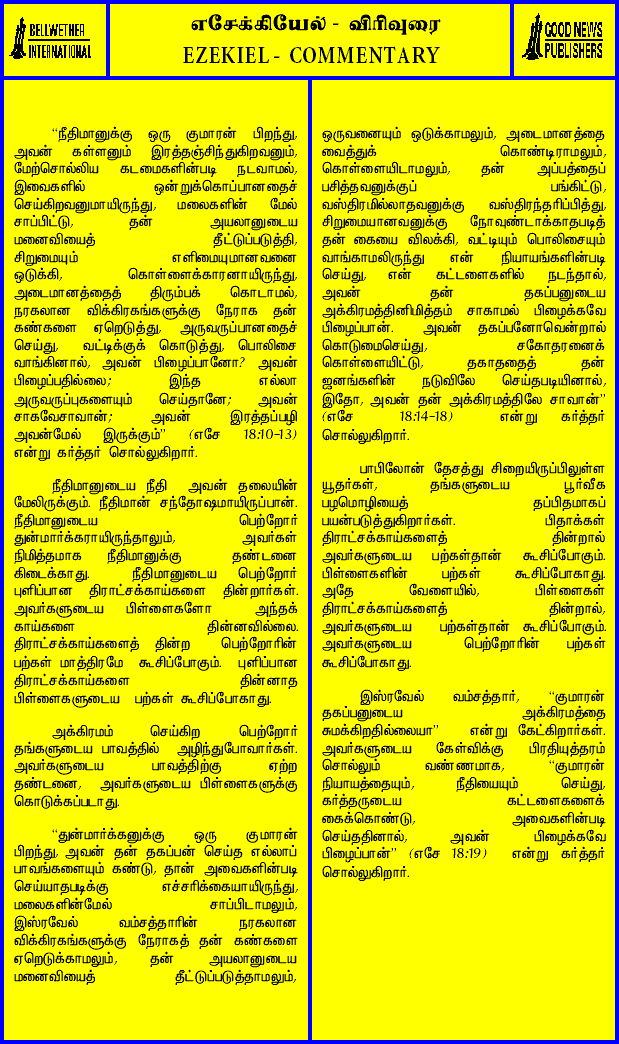 BELLWETHER
INTERNATIONAL
எசேக்கியேல் - விரிவுரை
EZEKIEL - COMMENTARY
GOOD NEWS
PUBLISHERS
"நீதிமானுக்கு ஒரு குமாரன் பிறந்து,
அவன் கள்ளனும் இரத்தஞ்சிந்துகிறவனும்,
மேற்சொல்லிய கடமைகளின்படி நடவாமல்,
இவைகளில் ஒன்றுக்கொப்பானதைச்
செய்கிறவனுமாயிருந்து, மலைகளின் மேல்
சாப்பிட்டு, தன் அயலானுடைய
மனைவியைத் தீட்டுப்படுத்தி,
சிறுமையும் எளிமையுமானவனை
ஒடுக்கி, கொள்ளைக்காரனாயிருந்து,
அடைமானத்தைத் திரும்பக் கொடாமல்,
நரகலான விக்கிரகங்களுக்கு நேராக தன்
கண்களை ஏறெடுத்து, அருவருப்பானதைச்
செய்து, வட்டிக்குக் கொடுத்து, பொலிசை
வாங்கினால், அவன் பிழைப்பானோ? அவன்
பிழைப்பதில்லை; இந்த எல்லா
அருவருப்புகளையும் செய்தானே; அவன்
சாகவேசாவான்; அவன் இரத்தப்பழி
அவன்மேல் இருக்கும்" (எசே 18:10-13)
என்று கர்த்தர் சொல்லுகிறார்.
நீதிமானுடைய நீதி அவன் தலையின்
மேலிருக்கும். நீதிமான் சந்தோஷமாயிருப்பான்.
நீதிமானுடைய பெற்றோர்
துன்மார்க்கராயிருந்தாலும், அவர்கள்
நிமித்தமாக நீதிமானுக்கு தண்டனை
கிடைக்காது. நீதிமானுடைய பெற்றோர்
புளிப்பான திராட்சக்காய்களை தின்றார்கள்.
அவர்களுடைய பிள்ளைகளோ அந்தக்
காய்களை தின்னவில்லை.
திராட்சக்காய்களைத் தின்ற பெற்றோரின்
பற்கள் மாத்திரமே கூசிப்போகும். புளிப்பான
திராட்சக்காய்களை தின்னாத
பிள்ளைகளுடைய பற்கள் கூசிப்போகாது.
அக்கிரமம் செய்கிற பெற்றோர்
தங்களுடைய பாவத்தில் அழிந்துபோவார்கள்.
அவர்களுடைய பாவத்திற்கு ஏற்ற
தண்டனை, அவர்களுடைய பிள்ளைகளுக்கு
கொடுக்கப்படாது.
"துன்மார்க்கனுக்கு ஒரு குமாரன்
பிறந்து, அவன் தன் தகப்பன் செய்த எல்லாப்
பாவங்களையும் கண்டு, தான் அவைகளின்படி
செய்யாதபடிக்கு எச்சரிக்கையாயிருந்து,
மலைகளின்மேல் சாப்பிடாமலும்,
இஸ்ரவேல் வம்சத்தாரின் நரகலான
விக்கிரகங்களுக்கு நேராகத் தன் கண்களை
ஏறெடுக்காமலும், தன் அயலானுடைய
மனைவியைத் தீட்டுப்படுத்தாமலும்,
ஒருவனையும் ஒடுக்காமலும், அடைமானத்தை
வைத்துக் கொண்டிராமலும்,
கொள்ளையிடாமலும், தன் அப்பத்தைப்
பசித்தவனுக்குப் பங்கிட்டு,
வஸ்திரமில்லாதவனுக்கு வஸ்திரந்தரிப்பித்து,
சிறுமையானவனுக்கு நோவுண்டாக்காதபடித்
தன் கையை விலக்கி, வட்டியும் பொலிசையும்
வாங்காமலிருந்து என் நியாயங்களின்படி
செய்து, என் கட்டளைகளில் நடந்தால்,
அவன் தன் தகப்பனுடைய
அக்கிரமத்தினிமித்தம் சாகாமல் பிழைக்கவே
பிழைப்பான். அவன் தகப்பனோவென்றால்
கொடுமைசெய்து, சகோதரனைக்
கொள்ளையிட்டு, தகாததைத் தன்
ஜனங்களின் நடுவிலே செய்தபடியினால்,
இதோ, அவன் தன் அக்கிரமத்திலே சாவான்"
(எசே 18:14-18) என்று கர்த்தர்
சொல்லுகிறார்.
பாபிலோன் தேசத்து சிறையிருப்பிலுள்ள
யூதர்கள், தங்களுடைய பூர்வீக
பழமொழியைத் தப்பிதமாகப்
பயன்படுத்துகிறார்கள். பிதாக்கள்
திராட்சக்காய்களைத் தின்றால்
அவர்களுடைய பற்கள்தான் கூசிப்போகும்.
பிள்ளைகளின் பற்கள் கூசிப்போகாது.
அதே வேளையில், பிள்ளைகள்
திராட்சக்காய்களைத் தின்றால்,
அவர்களுடைய பற்கள்தான் கூசிப்போகும்.
அவர்களுடைய பெற்றோரின் பற்கள்
கூசிப்போகாது.
இஸ்ரவேல் வம்சத்தார், "குமாரன்
தகப்பனுடைய அக்கிரமத்தை
சுமக்கிறதில்லையா" என்று கேட்கிறார்கள்.
அவர்களுடைய கேள்விக்கு பிரதியுத்தரம்
சொல்லும் வண்ணமாக, "குமாரன்
நியாயத்தையும், நீதியையும் செய்து,
கர்த்தருடைய கட்டளைகளைக்
கைக்கொண்டு, அவைகளின்படி
செய்ததினால், அவன் பிழைக்கவே
பிழைப்பான்" (எசே 18:19) என்று கர்த்தர்
சொல்லுகிறார்.